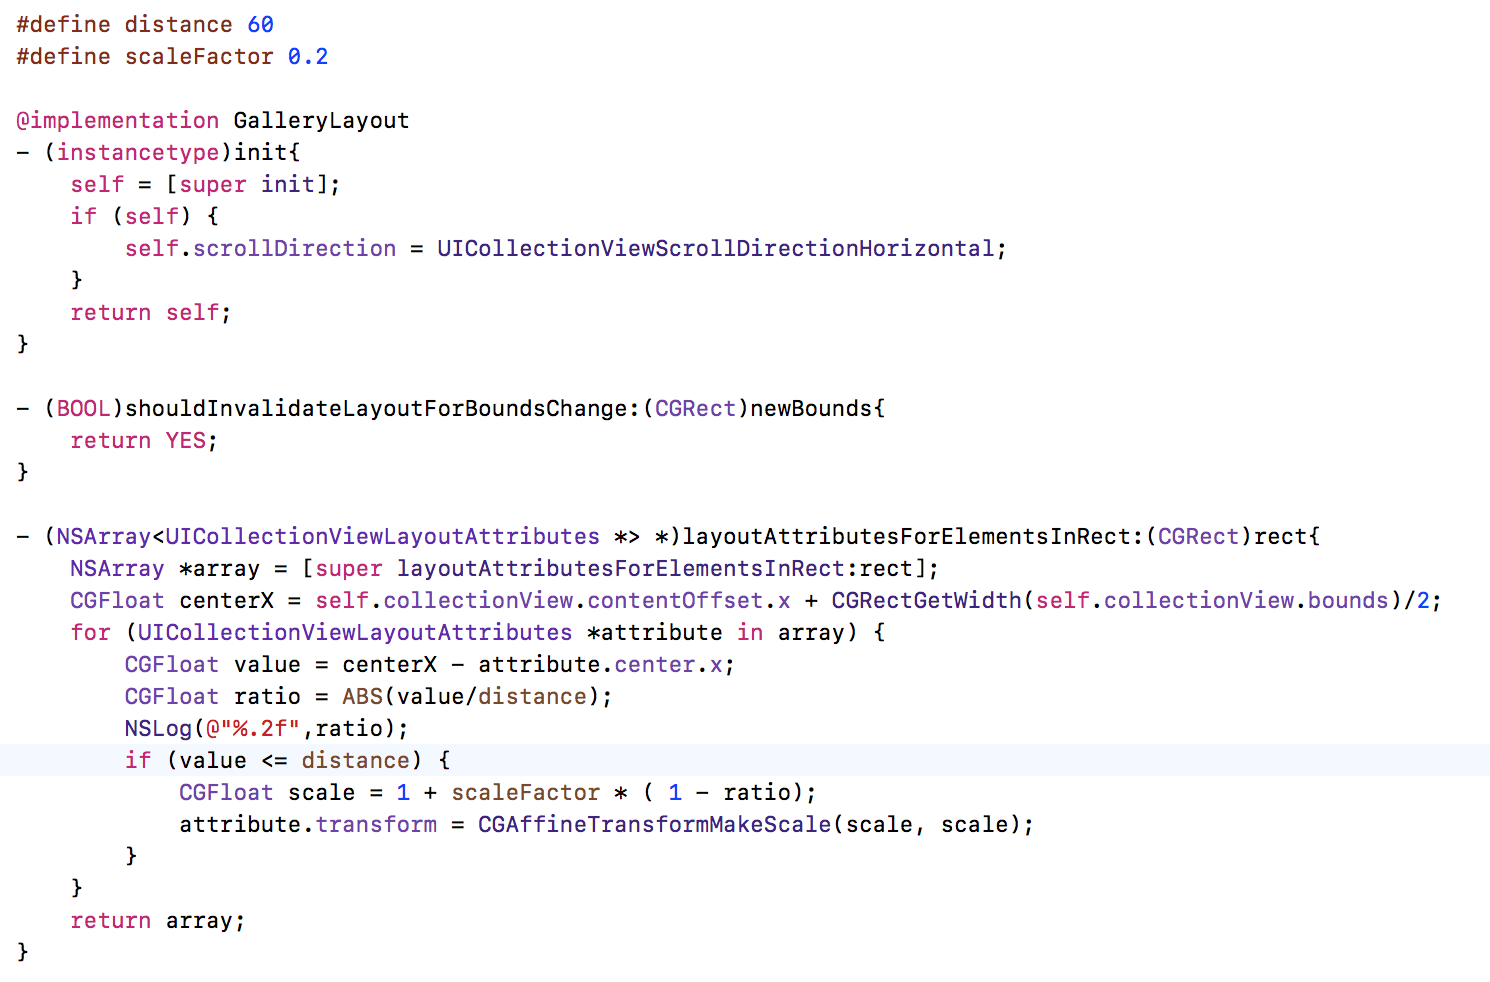 #define distance 60
#define scaleFactor 0.2

@implementation GalleryLayout
- (instancetype)init{
    self = [super init];
    if (self) {
        self.scrollDirection = UICollectionViewScrollDirectionHorizontal;
    }
    return self;
}

- (BOOL)shouldInvalidateLayoutForBoundsChange:(CGRect)newBounds{
    return YES;
}

- (NSArray<UICollectionViewLayoutAttributes *> *)layoutAttributesForElementsInRect:(CGRect)rect{
    NSArray *array = [super layoutAttributesForElementsInRect:rect];
    CGFloat centerX = self.collectionView.contentOffset.x + CGRectGetWidth(self.collectionView.bounds)/2;
    for (UICollectionViewLayoutAttributes *attribute in array) {
        CGFloat value = centerX - attribute.center.x;
        CGFloat ratio = ABS(value/distance);
        NSLog(@"%.2f",ratio);
        if (value <= distance) {
            CGFloat scale = 1 + scaleFactor * ( 1 - ratio);
            attribute.transform = CGAffineTransformMakeScale(scale, scale);
        }
    }
    return array;
}